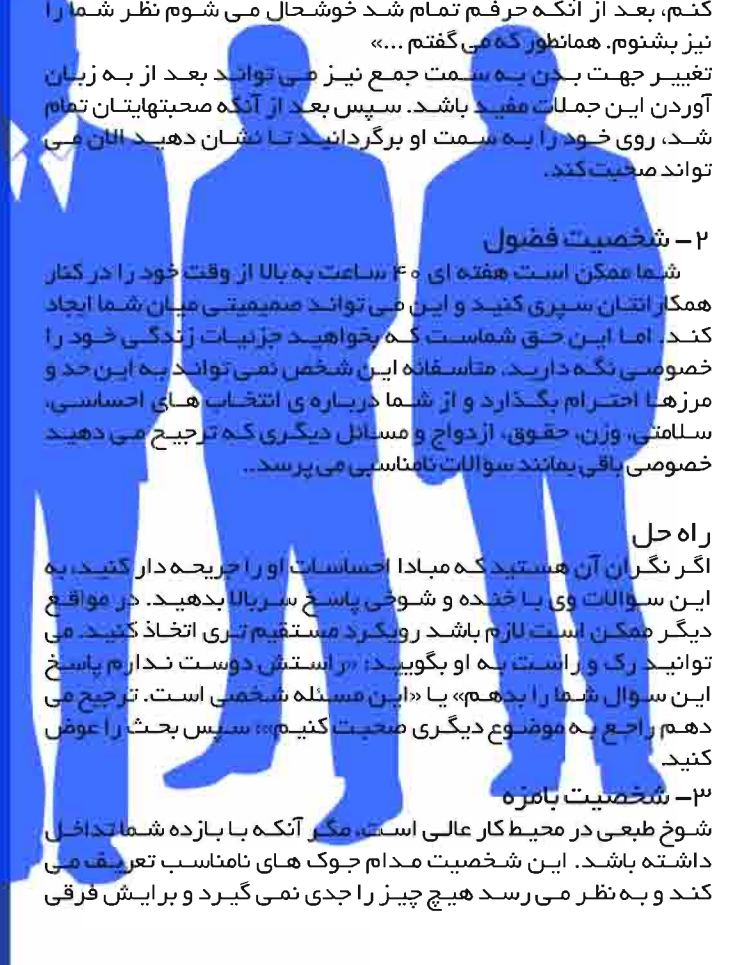 کنم، بعد از آنکه حرفم تمام شد خوشحال می شوم نظر شما را
نیز بشنوم. همانطور که می گفتم ...»
تغییر جهت بدن به سمت جمع نیز می تواند بعد از به زبان
آوردن این جملات مفید باشد. سپس بعد از آنکه صحبتهایتان تمام
شد، روی خود را به سمت او برگردانید تا نشان دهید الان می
تواند صحبت کند.
۲- شخصیت فضول
شما ممکن است هفته ای ۴۰ ساعت به بالا از وقت خود را در کنار
همکارانتان سپری کنید و این می تواند صمیمیتی میان شما ایجاد
کند. اما این حق شماست که بخواهید جزئیات زندگی خود را
خصوصی نگه دارید. متأسفانه این شخص نمی تواند به این حد و
مرزها احترام بگذارد و از شما درباره ی انتخاب های احساسی،
سلامتی، وزن، حقوق، ازدواج و مسائل دیگری که ترجیح می دهید
خصوصی باقی بمانند سوالات نامناسبی می پرسد..
راه حل
اگر نگران آن هستید که مبادا احساسات او را جریحه دار کنید، به
این سوالات وی با خنده و شوخی پاسخ سربالا بدهید. در مواقع
دیگر ممکن است لازم باشد رویکرد مستقیم تری اتخاذ کنید. می
توانید رک و راست به او بگویید: «راستش دوست ندارم پاسخ
این سوال شما را بدهم» یا «این مسئله شخصی است. ترجیح می
دهم راجع به موضوع دیگری صحبت کنیم»؛ سپس بحث را عوض
کنید.
۳- شخصیت بامزه
شوخ طبعی در محیط کار عالی است، مگر آنکه با بازده شما تداخل
داشته باشد. این شخصیت مدام جوک های نامناسب تعریف می
کند و به نظر می رسد هیچ چیز را جدی نمی گیرد و برایش فرقی